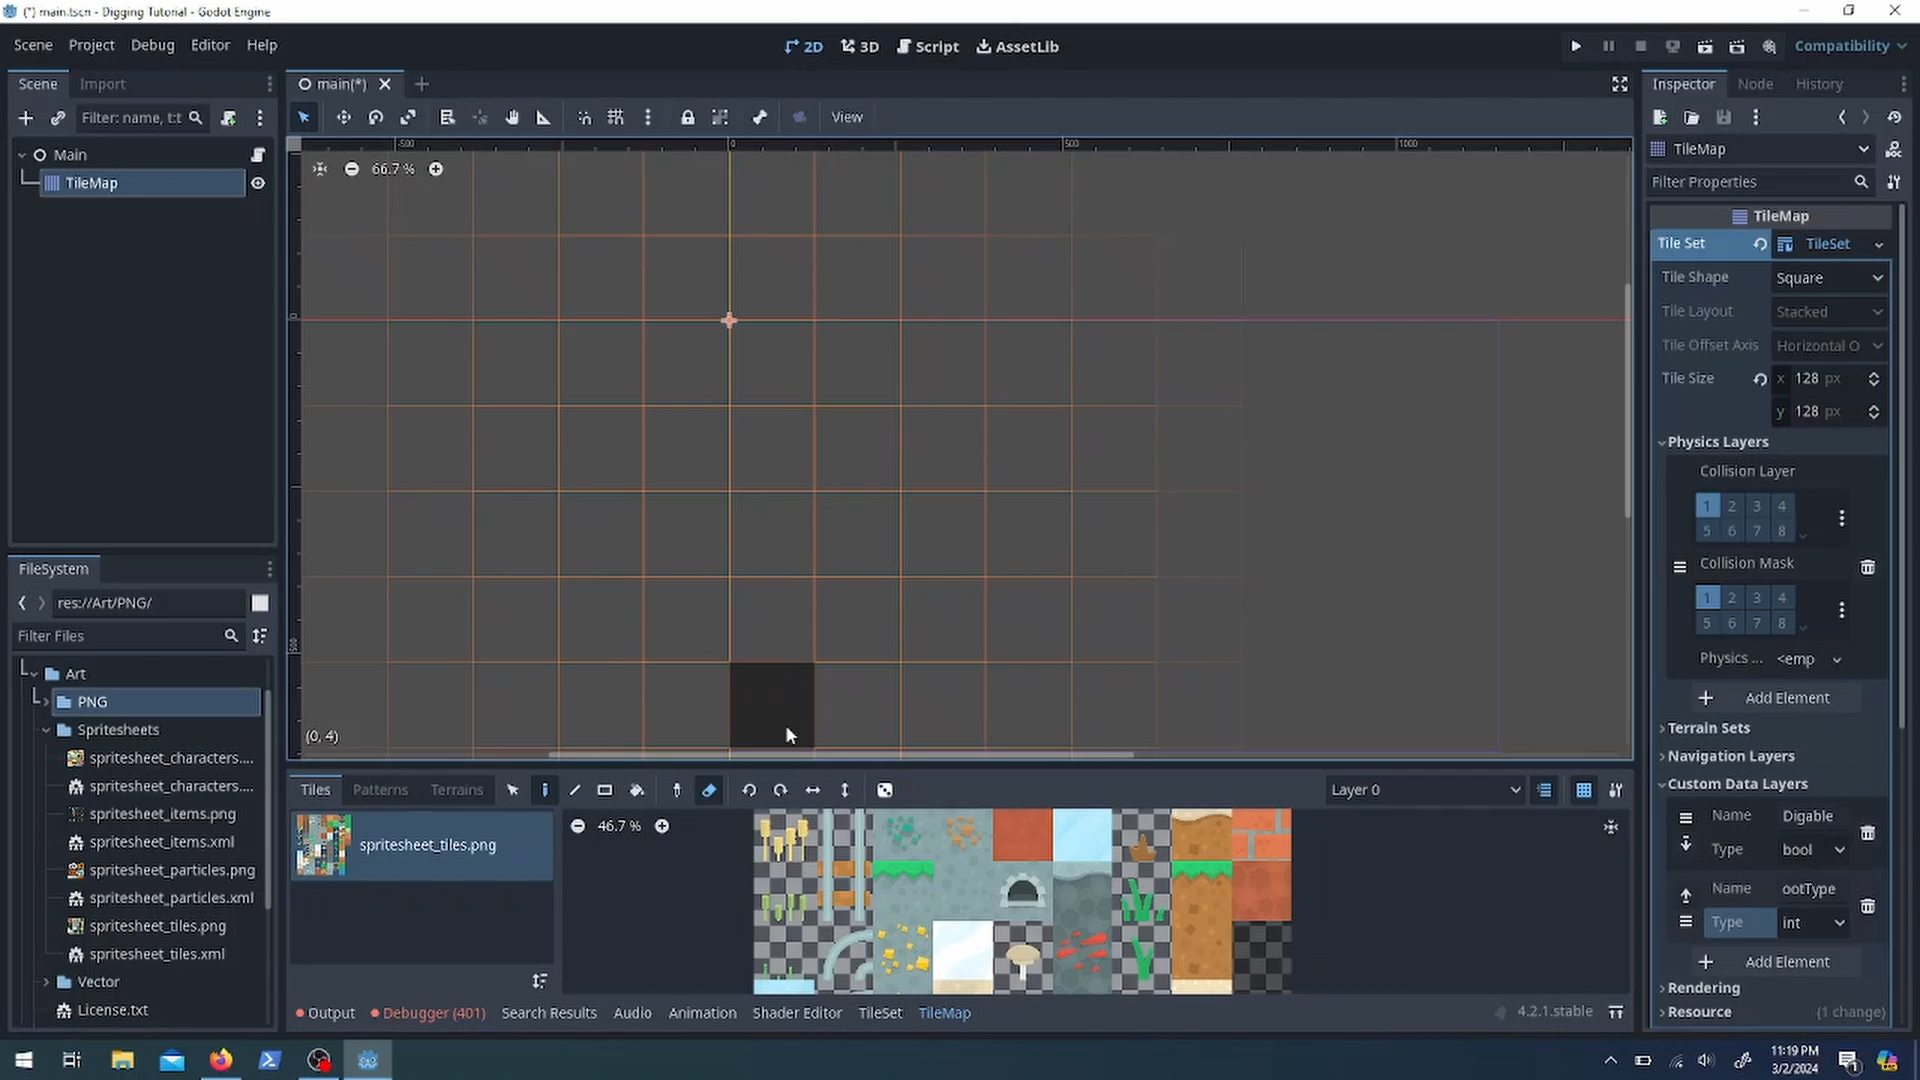 (*) main.tscn - Digging Tutorial - Godot Engine
Scene Project Debug Editor Help
2D 3D Script AssetLib
Compatibility
Scene Import
Filter: name, t:t
Main
TileMap
main(*)
View
-500 0 500 1000
66.7 %
0
500
(0, 4)
FileSystem
res://Art/PNG/
Filter Files
Art
PNG
Spritesheets
spritesheet_characters....
spritesheet_characters....
spritesheet_items.png
spritesheet_items.xml
spritesheet_particles.png
spritesheet_particles.xml
spritesheet_tiles.png
spritesheet_tiles.xml
Vector
License.txt
Tiles Patterns Terrains
Layer 0
spritesheet_tiles.png
46.7 %
Output Debugger (401) Search Results Audio Animation Shader Editor TileSet TileMap
4.2.1.stable
Inspector Node History
TileMap
Filter Properties
TileMap
Tile Set TileSet
Tile Shape Square
Tile Layout Stacked
Tile Offset Axis Horizontal O
Tile Size x 128 px
y 128 px
Physics Layers
Collision Layer
1 2 3 4
5 6 7 8
Collision Mask
1 2 3 4
5 6 7 8
Physics ... <emp
Add Element
Terrain Sets
Navigation Layers
Custom Data Layers
Name Digable
Type bool
Name ootType
Type int
Add Element
Rendering
Resource (1 change)
11:19 PM
3/2/2024
1